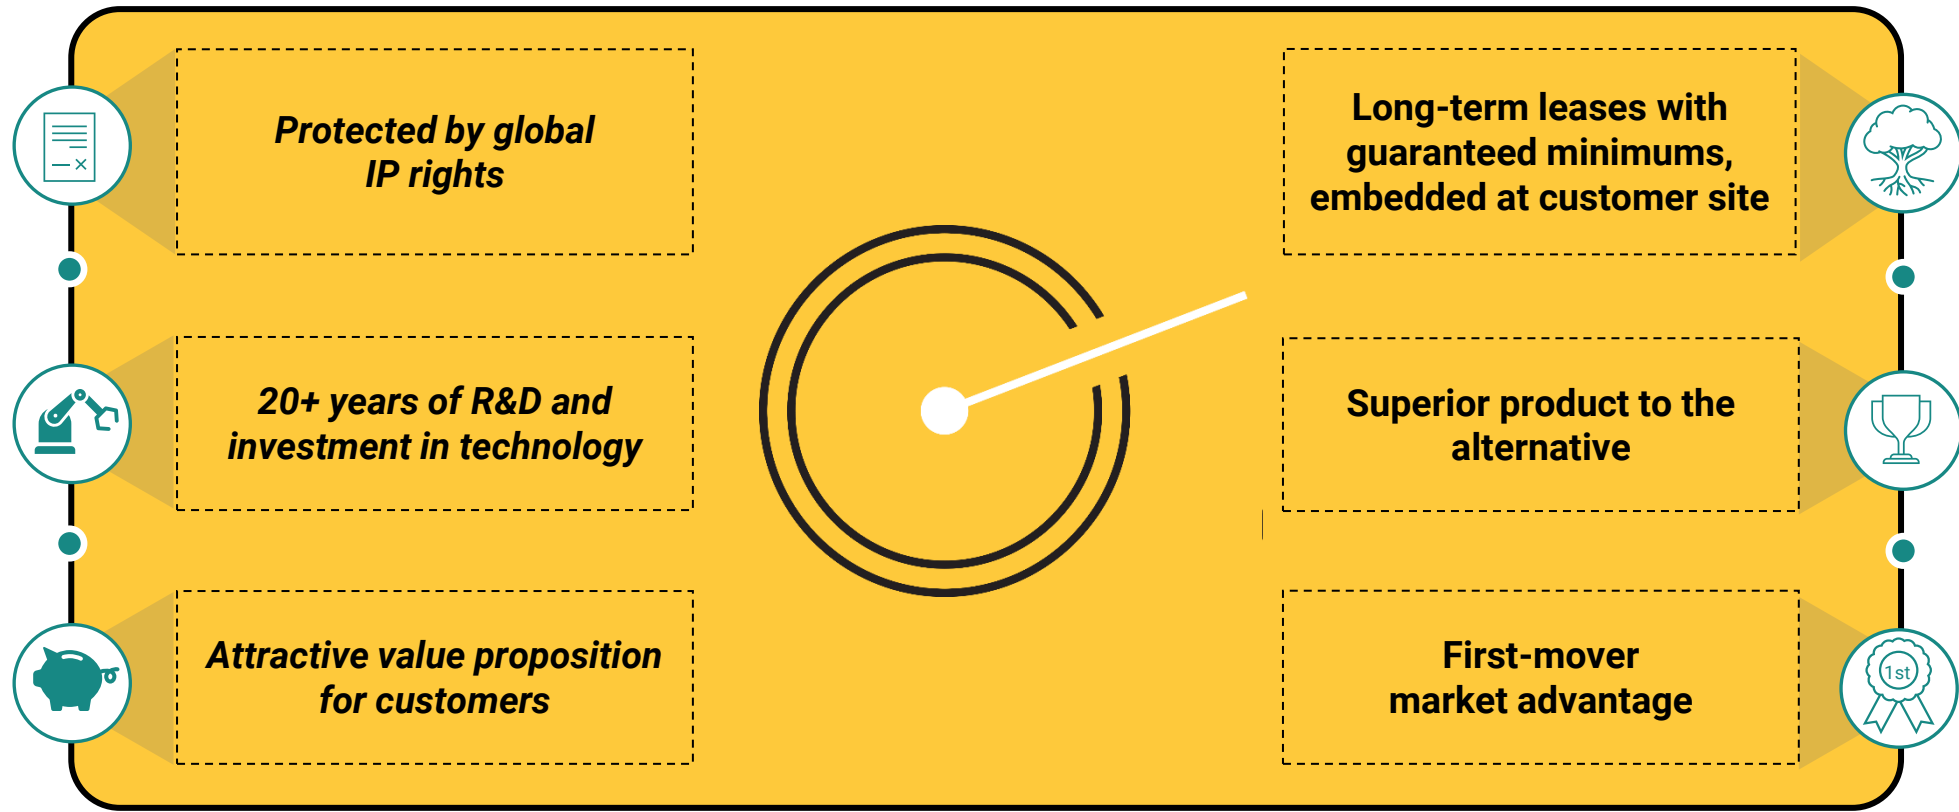 Protected by global
IP rights
20+ years of R&D and
investment in technology
Attractive value proposition
for customers
Long-term leases with
guaranteed minimums,
embedded at customer site
Superior product to the
alternative
First-mover
market advantage
1st